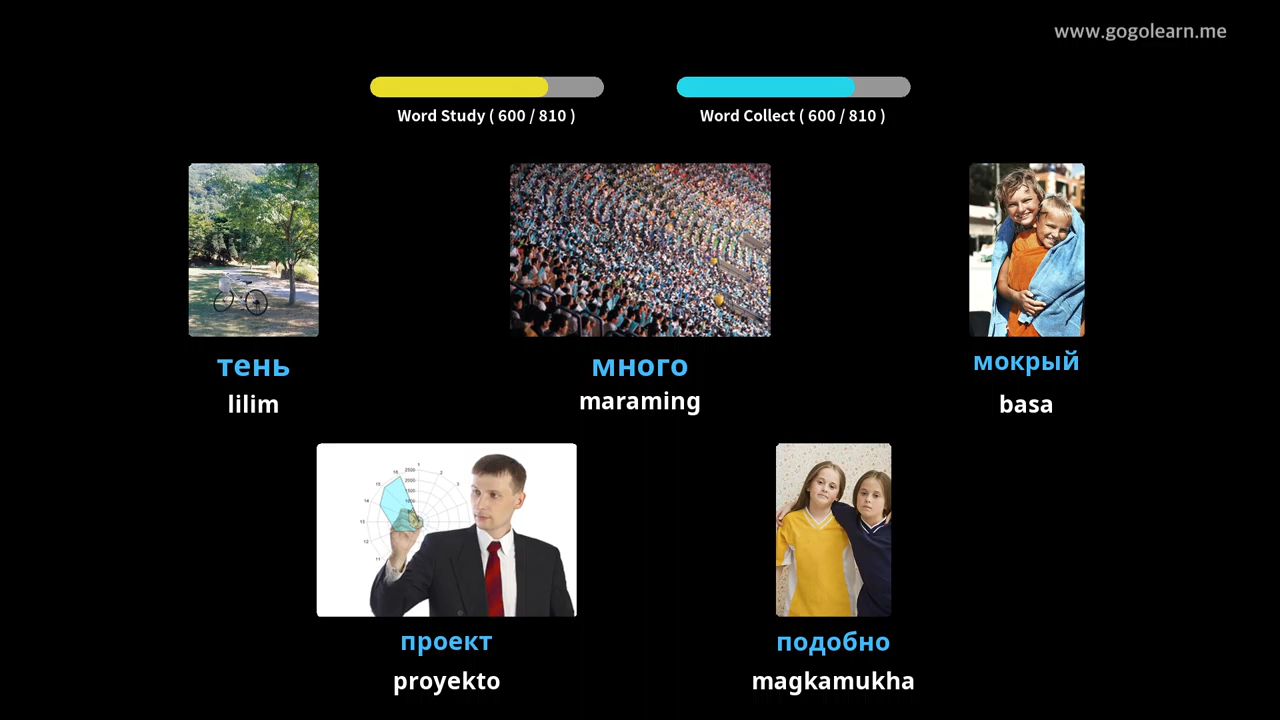 www.gogolearn.me
Word Study ( 600 / 810 )
Word Collect ( 600 / 810 )
тень
lilim
много
maraming
мокрый
basa
проект
proyekto
подобно
magkamukha